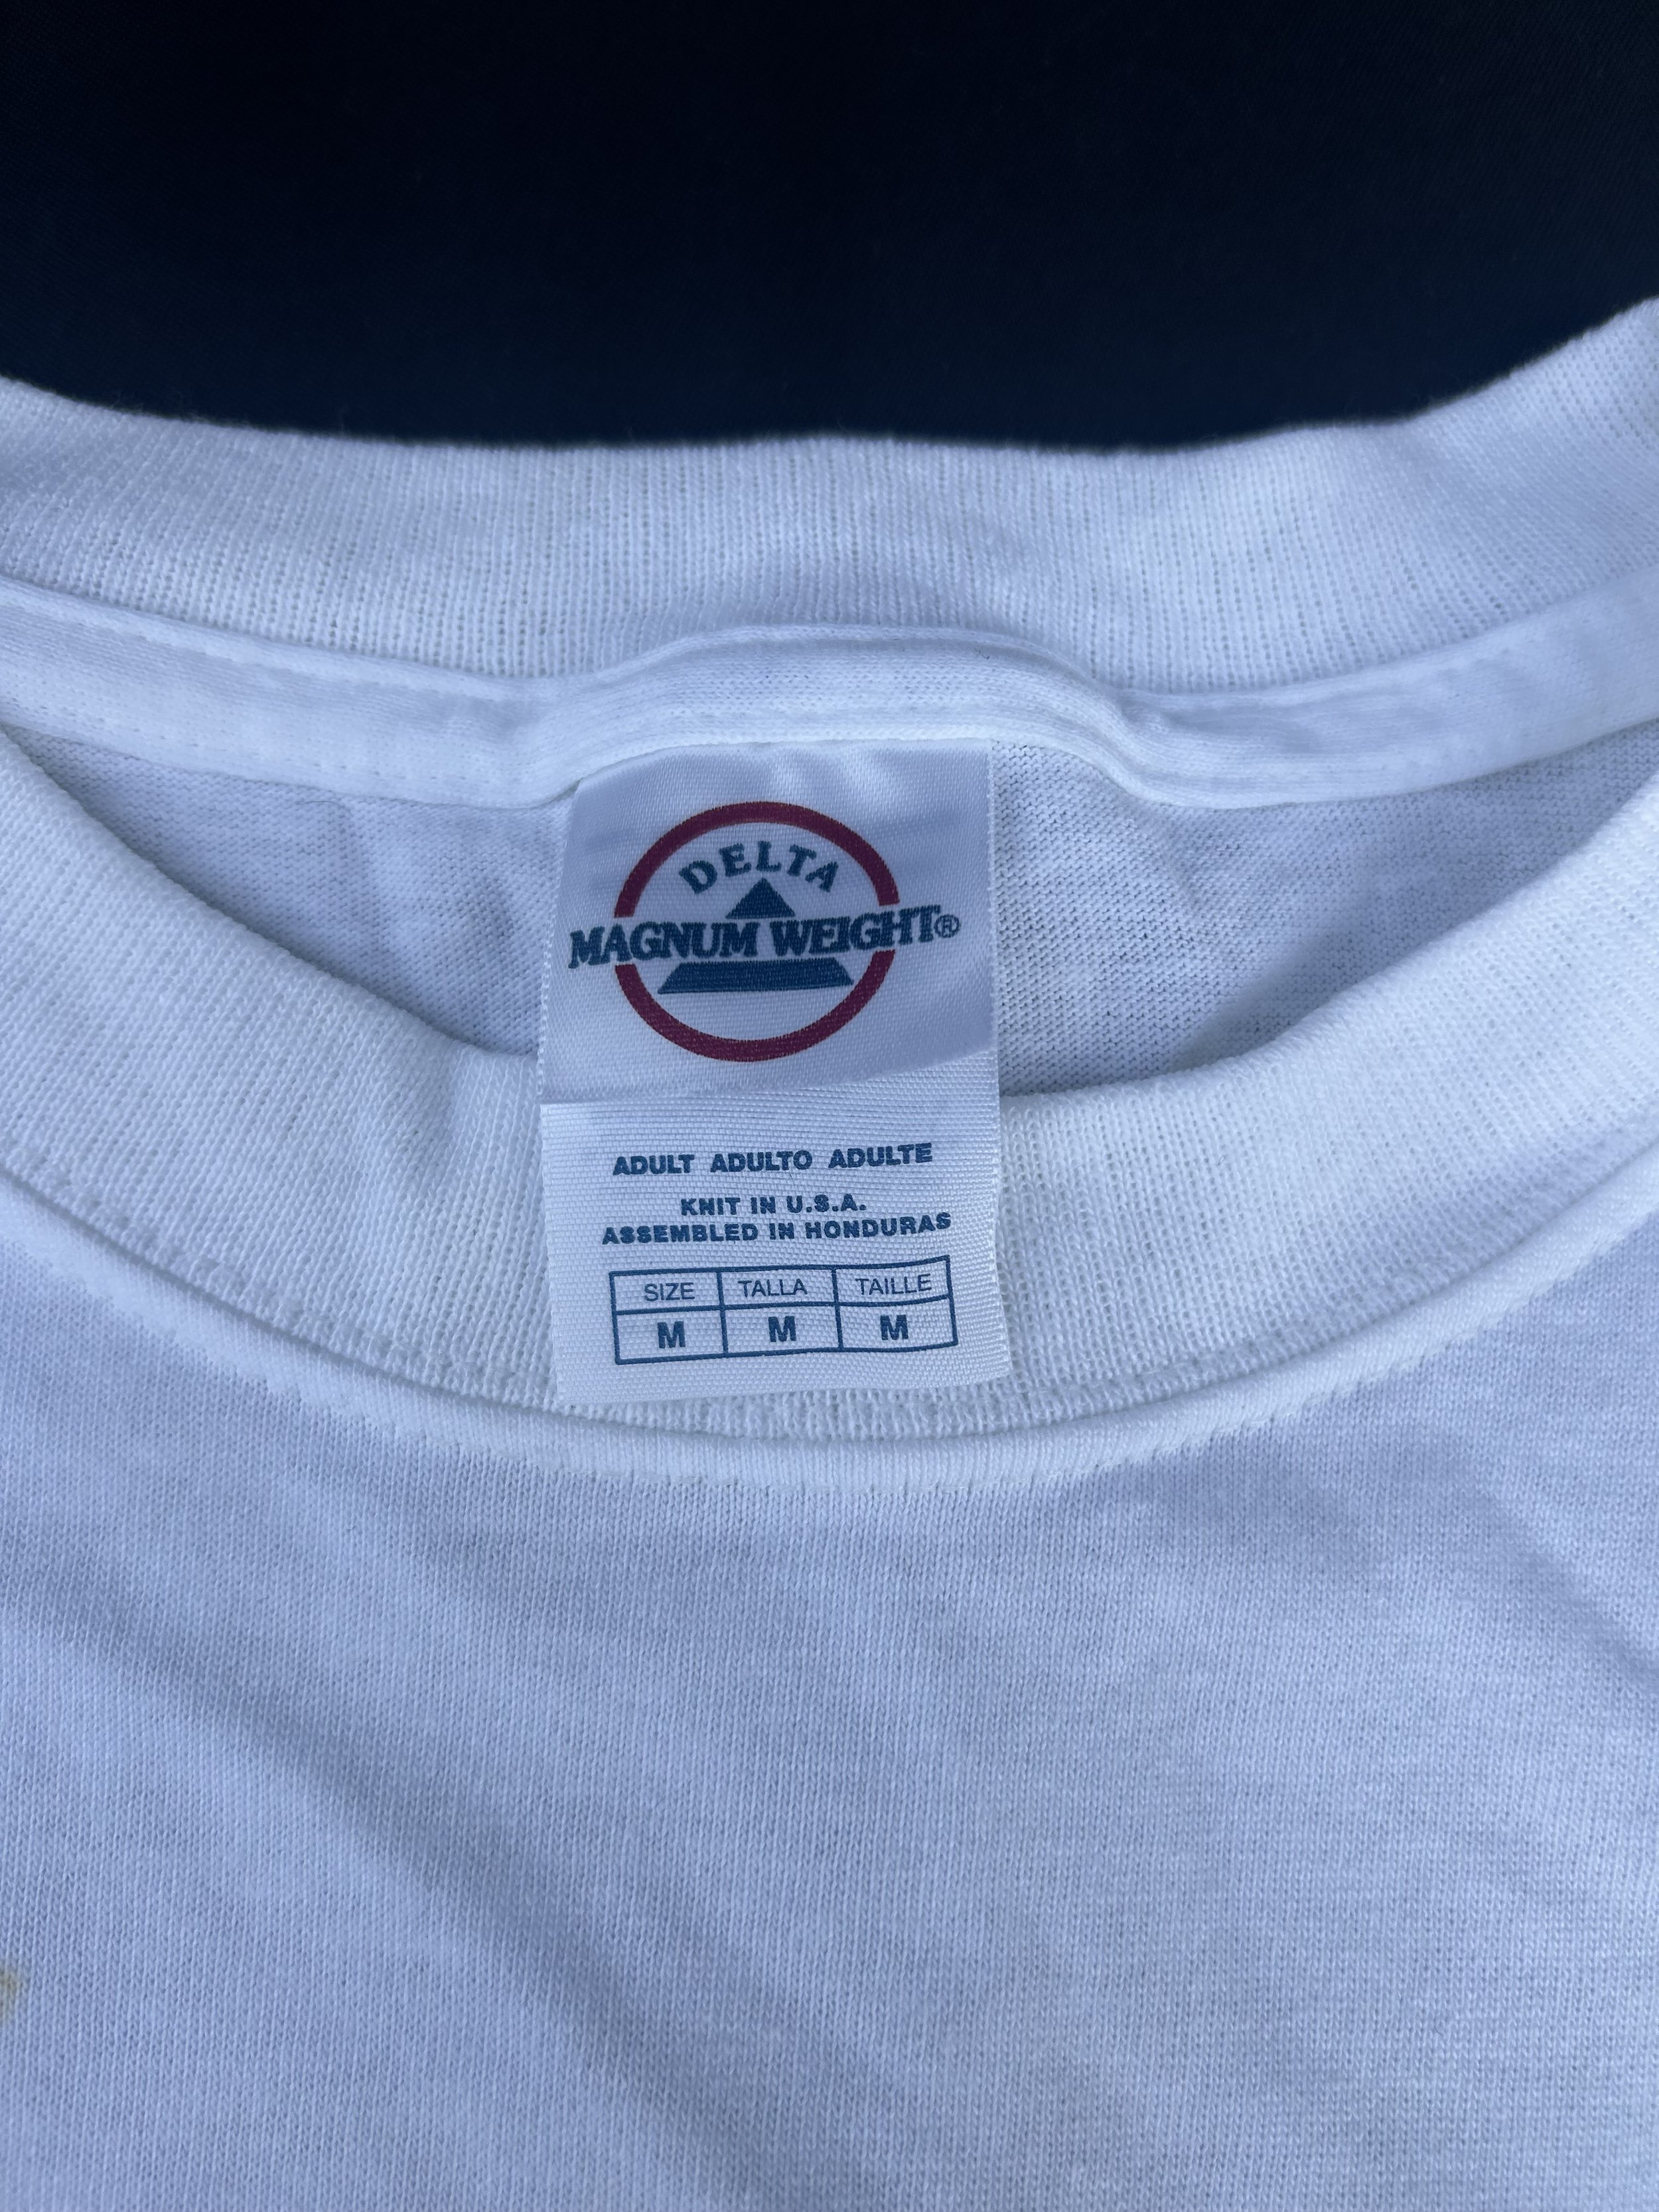 DELTA
MAGNUM WEIGHT®
ADULT ADULTO ADULTE
KNIT IN U.S.A.
ASSEMBLED IN HONDURAS
SIZE TALLA TAILLE
M M M